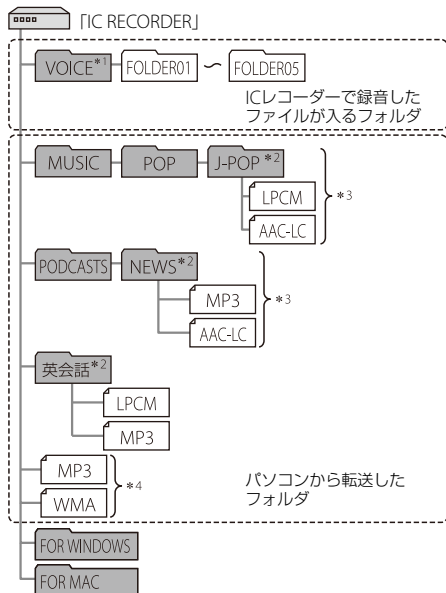 「IC RECORDER」
VOICE*1 FOLDER01 〜 FOLDER05
ICレコーダーで録音した
ファイルが入るフォルダ
MUSIC POP J-POP*2
LPCM
*3
AAC-LC
PODCASTS NEWS*2
MP3
*3
AAC-LC
英会話*2
LPCM
MP3
MP3
*4
WMA
パソコンから転送した
フォルダ
FOR WINDOWS
FOR MAC